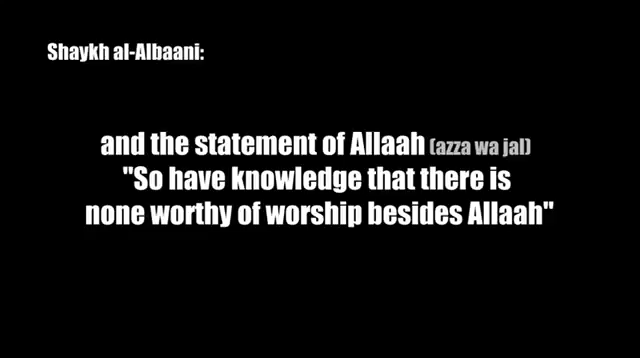 Shaykh al-Albaani:
and the statement of Allaah (azza wa jal)
"So have knowledge that there is
none worthy of worship besides Allaah"